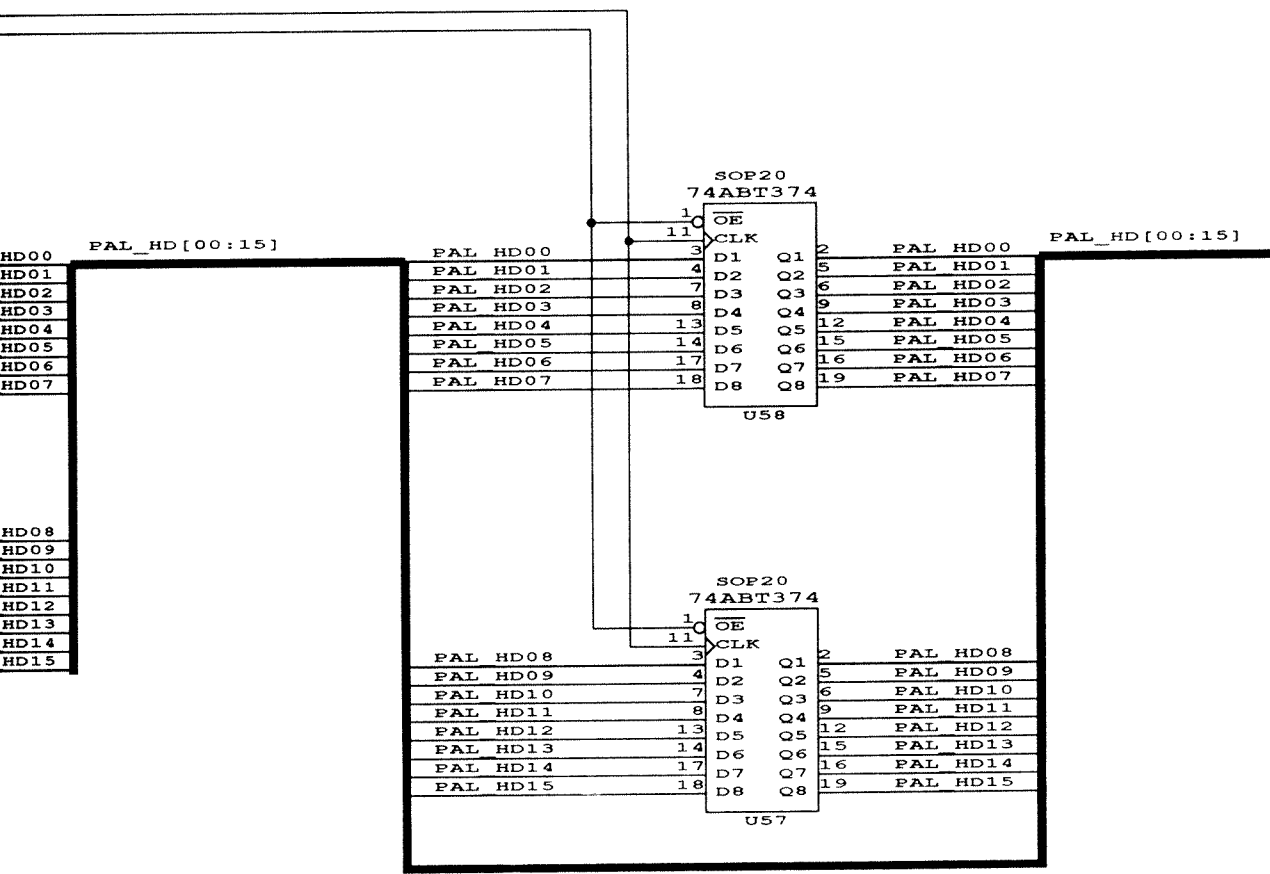 SOP20
74ABT374
1 OE
11 CLK
PAL_HD[00:15]
PAL_HD[00:15]
HD00
HD01
HD02
HD03
HD04
HD05
HD06
HD07
PAL HD00 3 D1 Q1 2 PAL HD00
PAL HD01 4 D2 Q2 5 PAL HD01
PAL HD02 7 D3 Q3 6 PAL HD02
PAL HD03 8 D4 Q4 9 PAL HD03
PAL HD04 13 D5 Q5 12 PAL HD04
PAL HD05 14 D6 Q6 15 PAL HD05
PAL HD06 17 D7 Q7 16 PAL HD06
PAL HD07 18 D8 Q8 19 PAL HD07
U58
HD08
HD09
HD10
HD11
HD12
HD13
HD14
HD15
SOP20
74ABT374
1 OE
11 CLK
PAL HD08 3 D1 Q1 2 PAL HD08
PAL HD09 4 D2 Q2 5 PAL HD09
PAL HD10 7 D3 Q3 6 PAL HD10
PAL HD11 8 D4 Q4 9 PAL HD11
PAL HD12 13 D5 Q5 12 PAL HD12
PAL HD13 14 D6 Q6 15 PAL HD13
PAL HD14 17 D7 Q7 16 PAL HD14
PAL HD15 18 D8 Q8 19 PAL HD15
U57